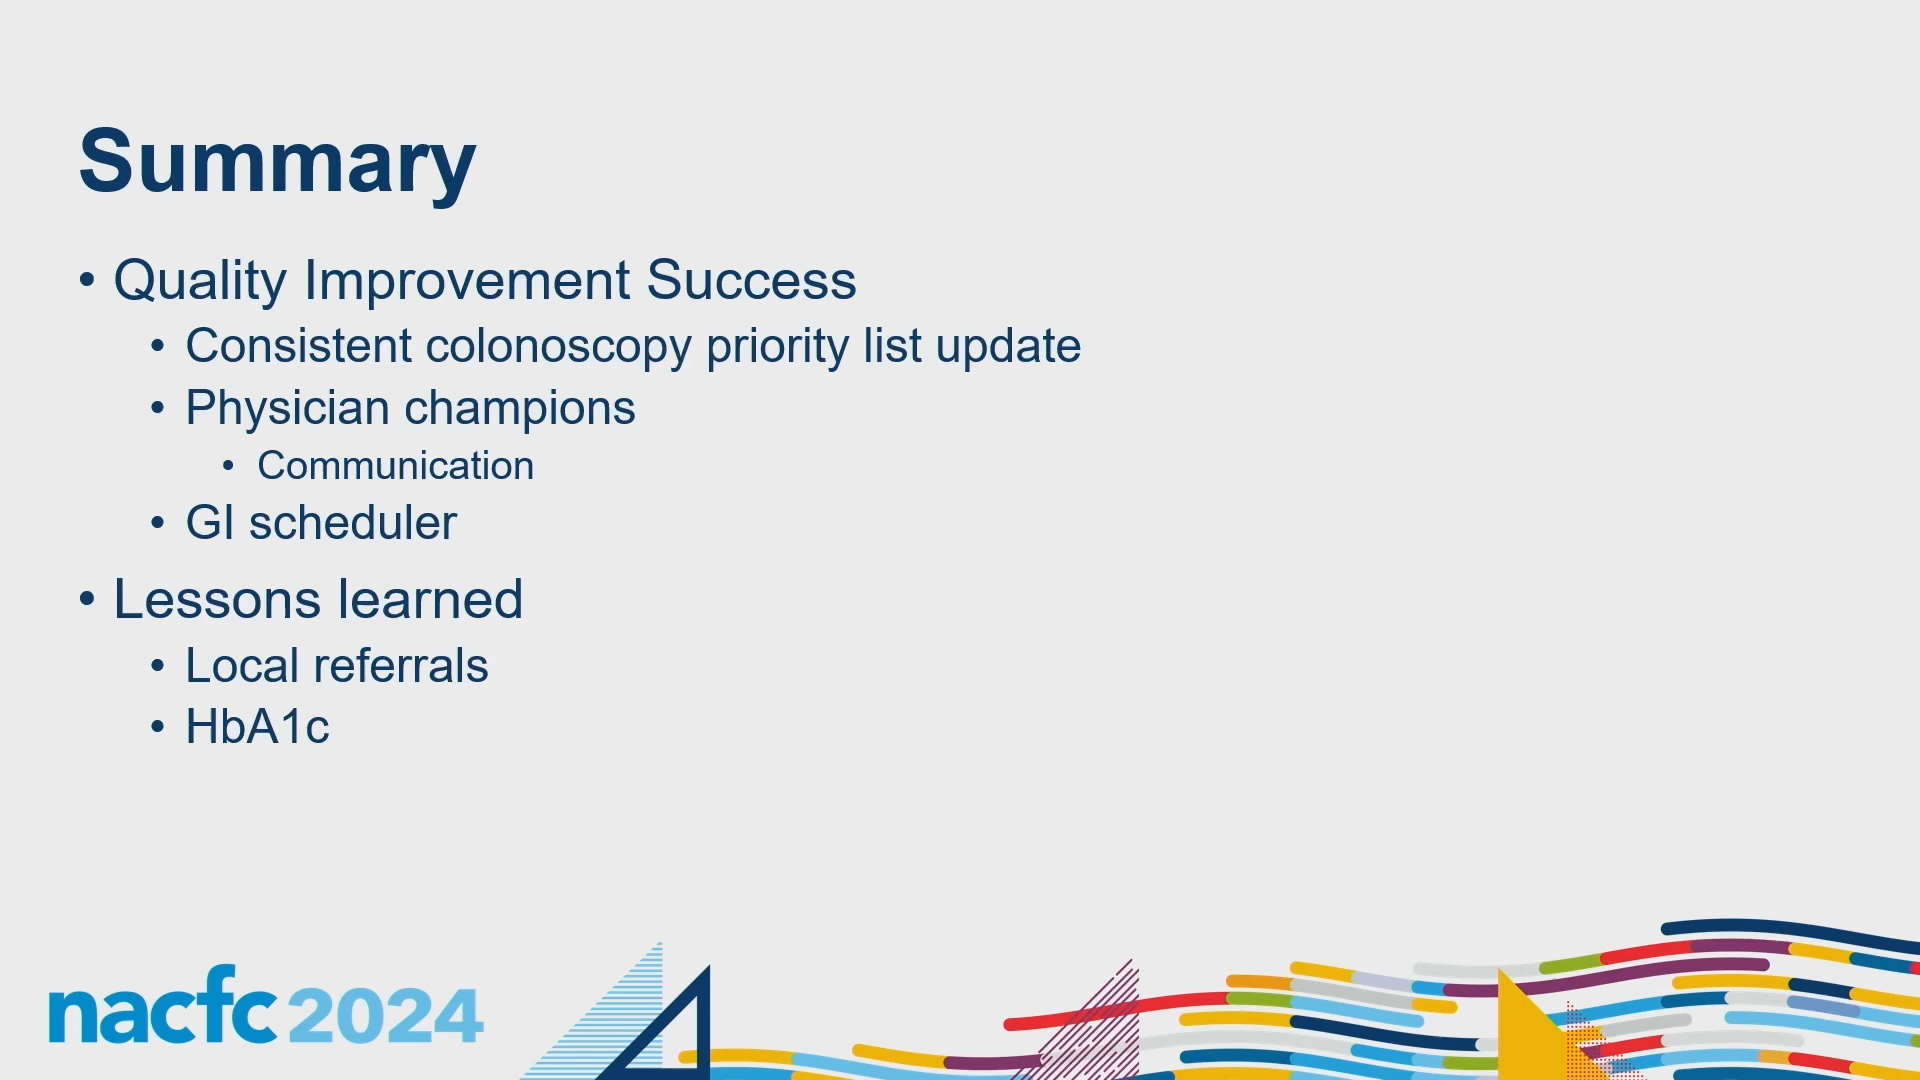 Summary
• Quality Improvement Success
• Consistent colonoscopy priority list update
• Physician champions
• Communication
• GI scheduler
• Lessons learned
• Local referrals
• HbA1c
nacfc 2024